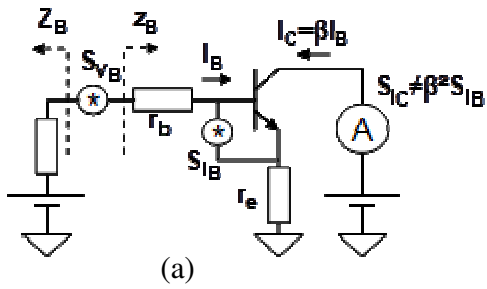 Z_B
z_B
I_C=βI_B
S_VB
I_B
*
r_b
*
S_IB
S_IC≠β²S_IB
A
r_e
(a)